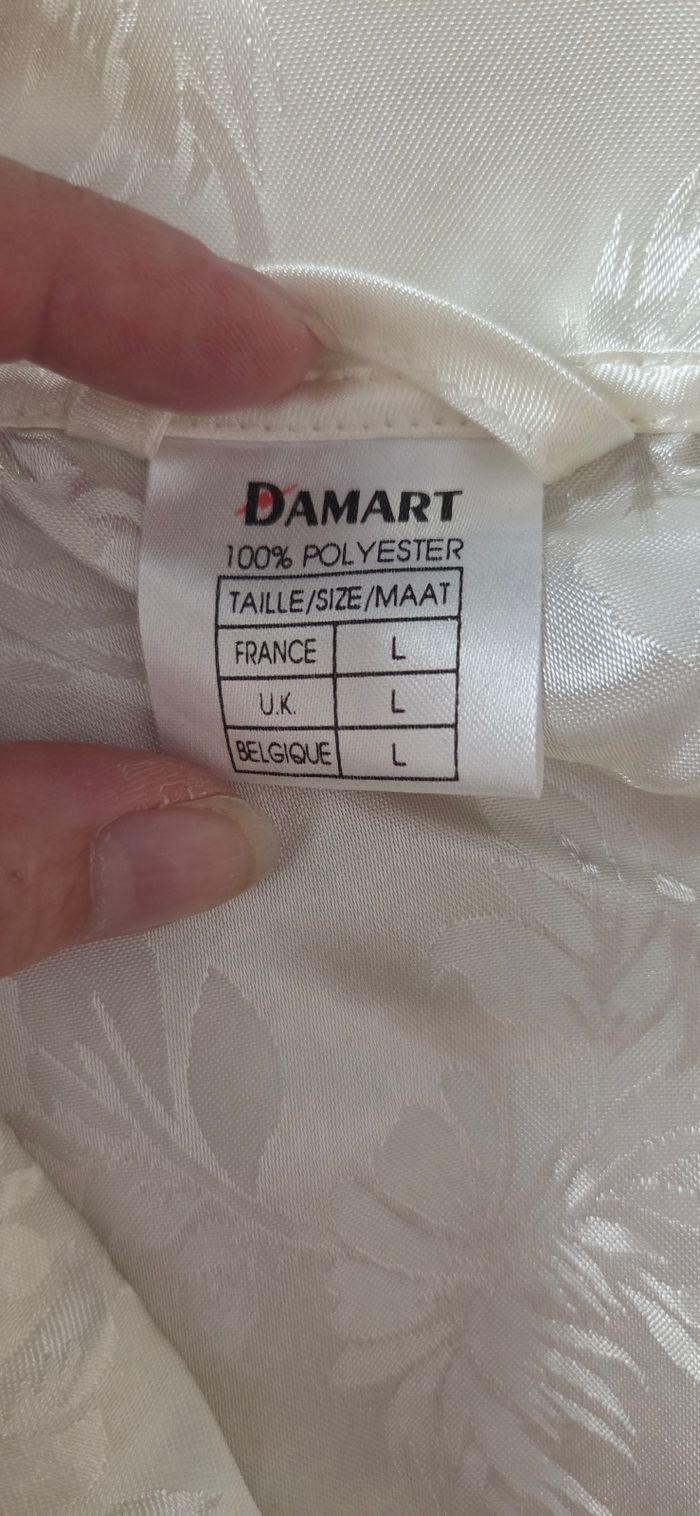 DAMART
100% POLYESTER
TAILLE/SIZE/MAAT
FRANCE L
U.K. L
BELGIQUE L